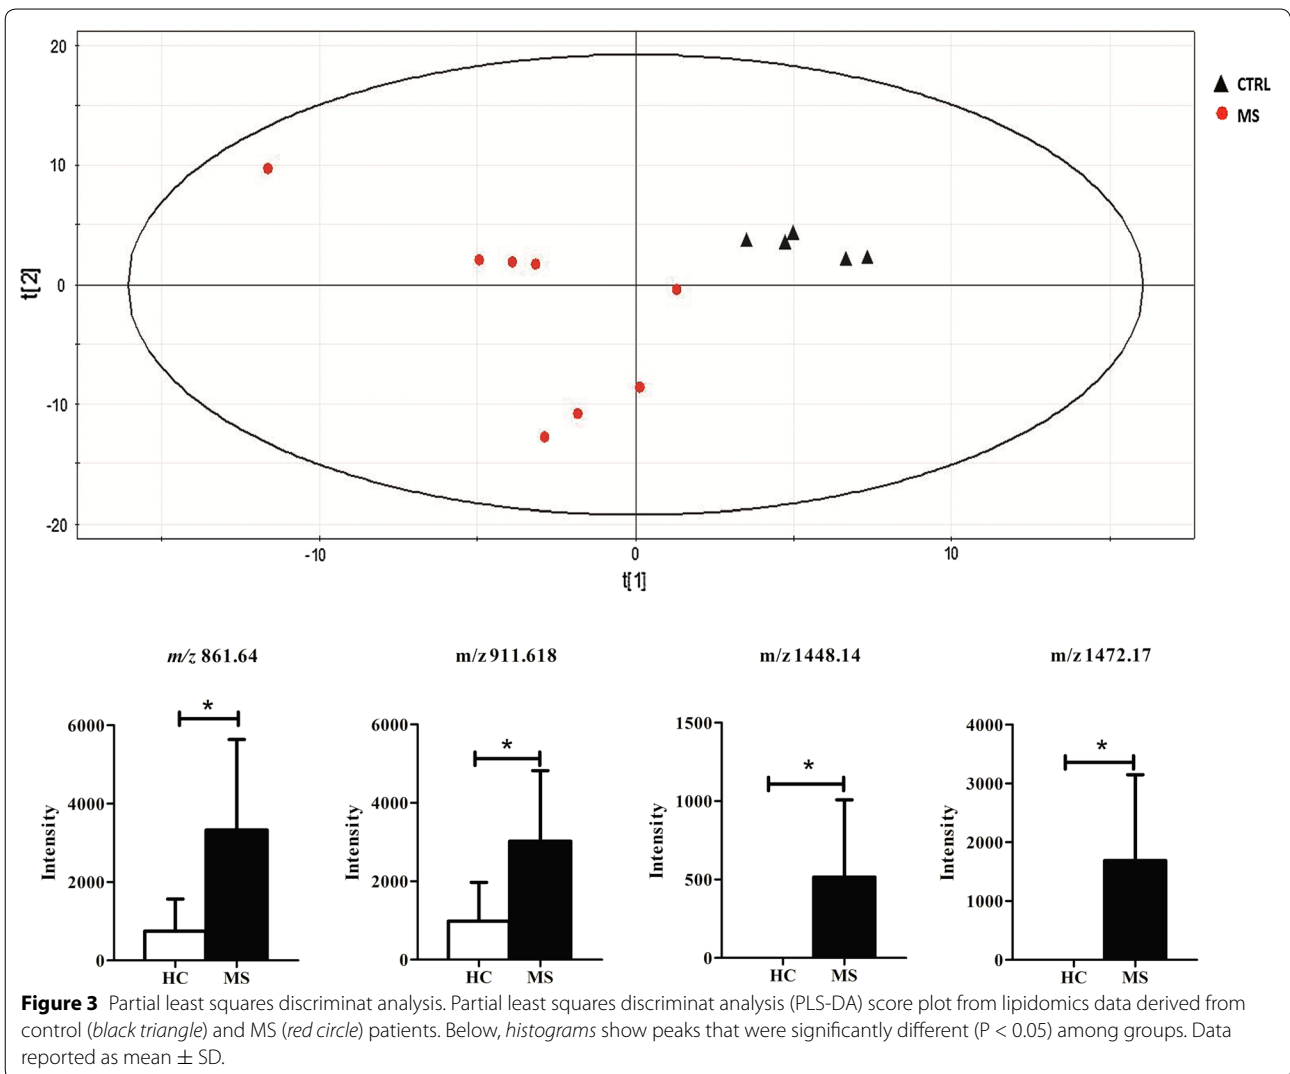 20
10
0
-10
-20
t[2]
-10
0
10
t[1]
CTRL
MS
m/z 861.64
m/z 911.618
m/z 1448.14
m/z 1472.17
*
6000
4000
2000
0
Intensity
HC
MS
*
6000
4000
2000
0
Intensity
HC
MS
*
1500
1000
500
0
Intensity
HC
MS
*
4000
3000
2000
1000
0
Intensity
HC
MS
Figure 3 Partial least squares discriminat analysis. Partial least squares discriminat analysis (PLS-DA) score plot from lipidomics data derived from
control (black triangle) and MS (red circle) patients. Below, histograms show peaks that were significantly different (P < 0.05) among groups. Data
reported as mean ± SD.